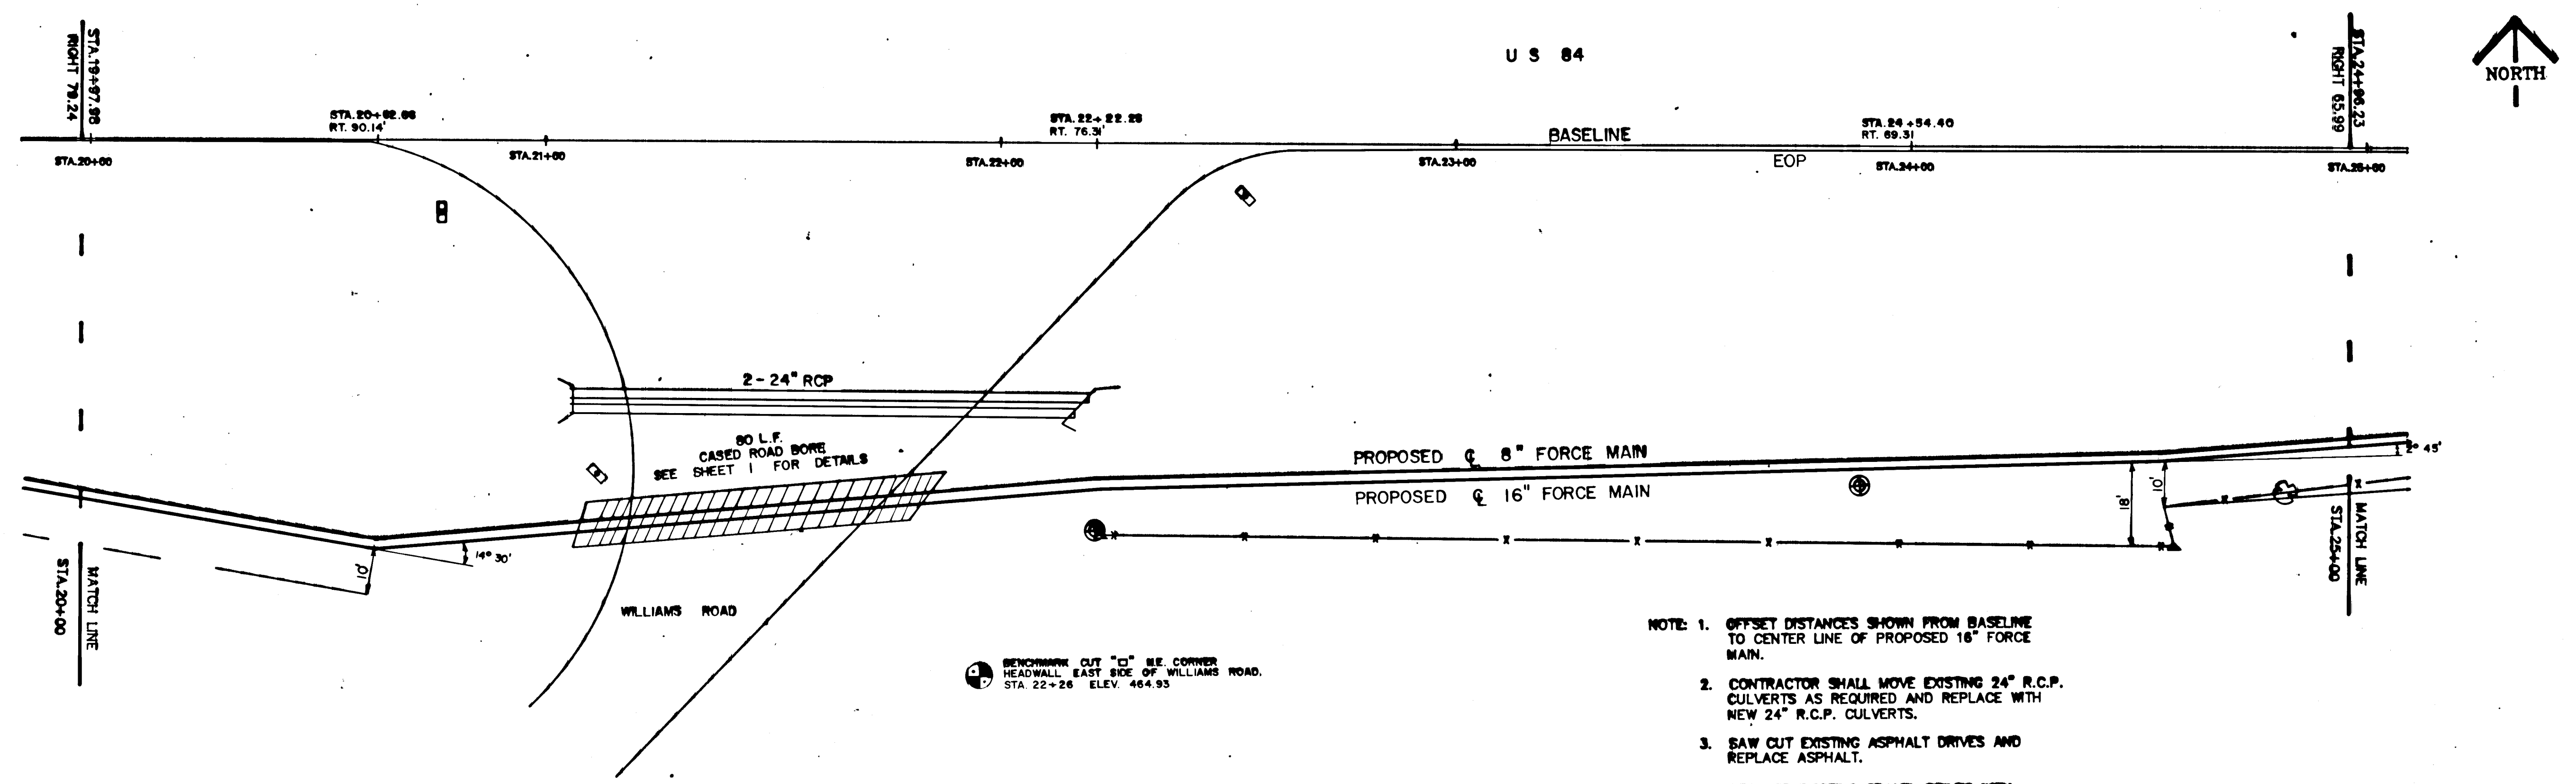 U S 84
NORTH
STA.19+97.98
RIGHT 79.24
STA.24+96.23
RIGHT 65.99
STA.20+62.68
RT. 90.14'
STA.22+22.28
RT. 76.31'
STA.24+54.40
RT. 69.31
BASELINE
EOP
STA.20+00
STA.21+00
STA.22+00
STA.23+00
STA.24+00
STA.25+00
2-24" RCP
80 L.F.
CASED ROAD BORE
SEE SHEET 1 FOR DETAILS
PROPOSED ℄ 8" FORCE MAIN
PROPOSED ℄ 16" FORCE MAIN
2° 45'
18'
10'
14° 30'
10'
MATCH LINE
STA.20+00
MATCH LINE
STA.25+00
WILLIAMS ROAD
BENCHMARK CUT "□" N.E. CORNER
HEADWALL EAST SIDE OF WILLIAMS ROAD.
STA. 22+26 ELEV. 464.93
NOTE: 1. OFFSET DISTANCES SHOWN FROM BASELINE
TO CENTER LINE OF PROPOSED 16" FORCE
MAIN.
2. CONTRACTOR SHALL MOVE EXISTING 24" R.C.P.
CULVERTS AS REQUIRED AND REPLACE WITH
NEW 24" R.C.P. CULVERTS.
3. SAW CUT EXISTING ASPHALT DRIVES AND
REPLACE ASPHALT.